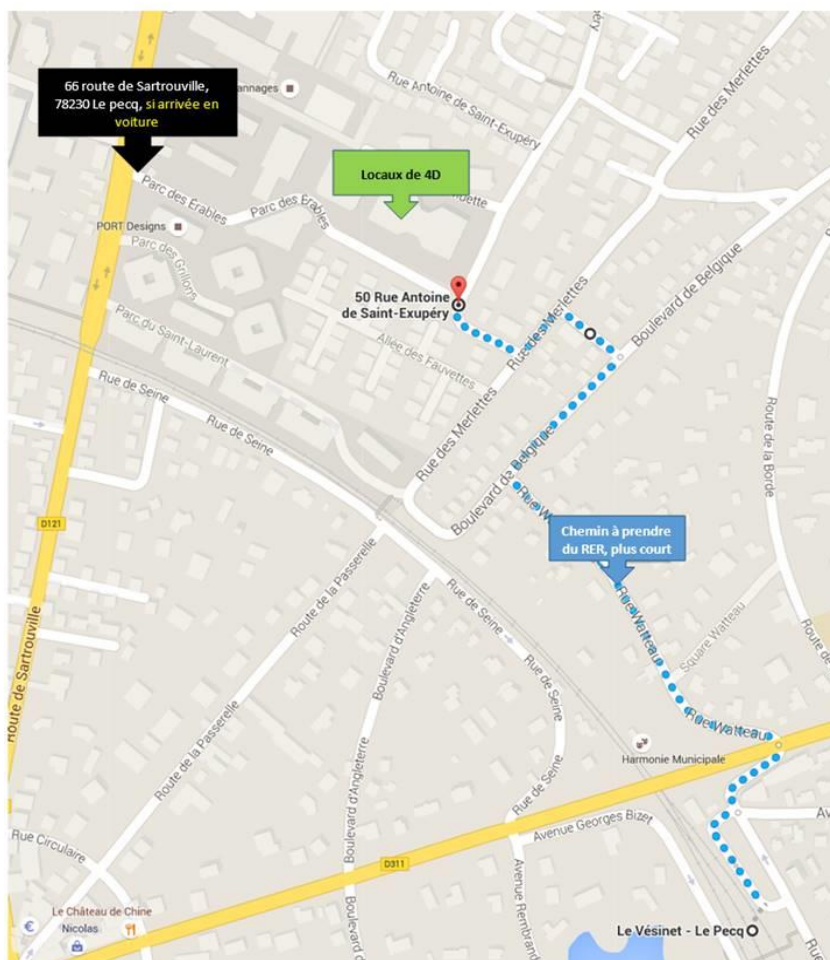 66 route de Sartrouville,
78230 Le pecq, si arrivée en
voiture
annages
Rue Antoine de Saint-Exupéry
Rue des Merlettes
Locaux de 4D
Parc des Erables
Parc des Erables
PORT Designs
Parc des Grillons
50 Rue Antoine
de Saint-Exupéry
Rue des Merlettes
Boulevard de Belgique
Parc du Saint-Laurent
Allée des Fauvettes
Rue de Seine
Rue de Seine
Rue des Merlettes
Boulevard de Belgique
Route de la Borde
D121
Chemin à prendre
du RER, plus court
Route de la Passerelle
Boulevard d'Angleterre
Rue de Seine
Rue Watteau
Square Watteau
Route de
Route de Sartrouville
Rue de Seine
Rue Watteau
Harmonie Municipale
Route de la Passerelle
Boulevard d'Angleterre
Rue de Seine
Avenue Georges Bizet
Rue Circulaire
D311
Avenue Rembrand
Boulevard d
Le Château de Chine
Nicolas
Le Vésinet - Le Pecq